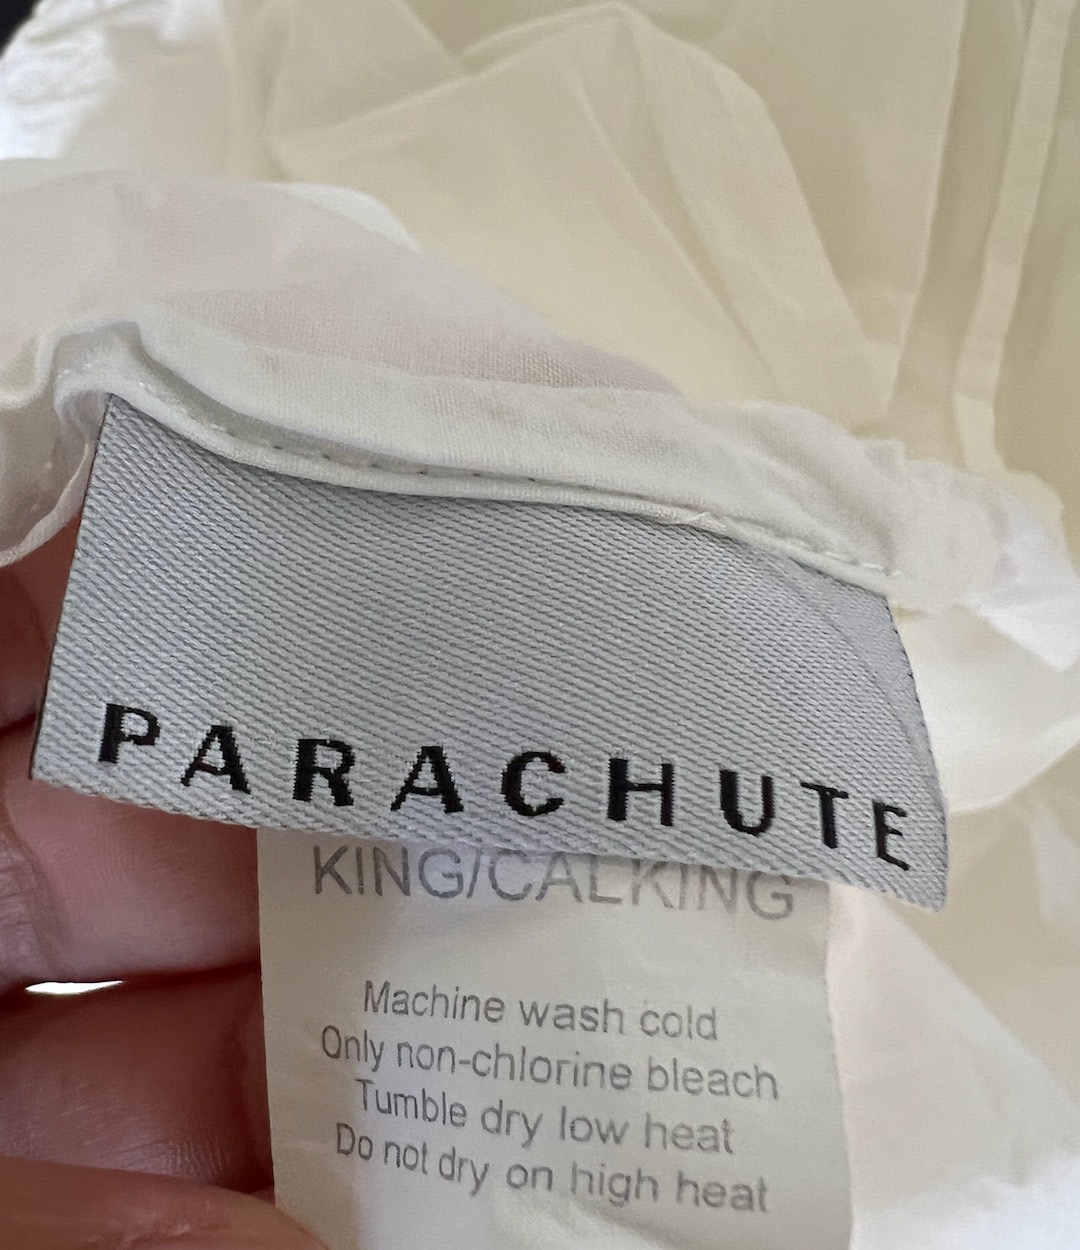 PARACHUTE
KING/CALKING
Machine wash cold
Only non-chlorine bleach
Tumble dry low heat
Do not dry on high heat